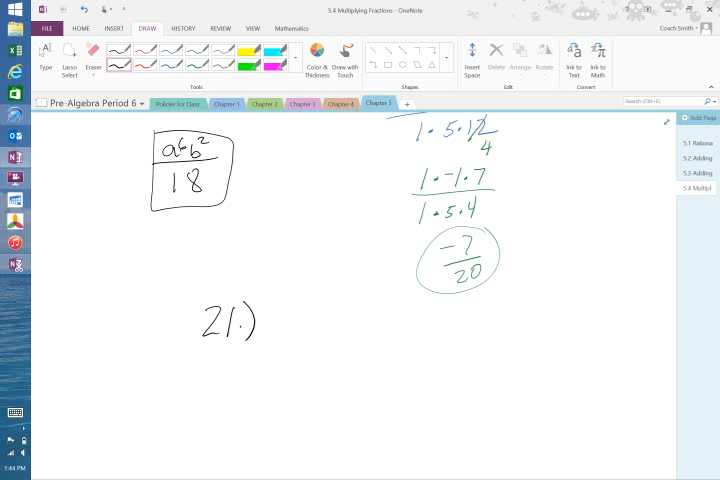 5.4 Multiplying Fractions - OneNote
FILE HOME INSERT DRAW HISTORY REVIEW VIEW Mathematics
Coach Smith
Type Lasso Select Eraser
Color & Thickness Draw with Touch
Insert Space Delete Arrange Rotate
Ink to Text Ink to Math
Tools Shapes Edit Convert
Pre-Algebra Period 6 Policies for Class Chapter 1 Chapter 2 Chapter 3 Chapter 4 Chapter 5 +
Search (Ctrl+E)
Add Page
5.1 Rationa
5.2 Adding
5.3 Adding
5.4 Multipl
a⁶b²
18
1·5·12
4
1·-1·7
1·5·4
-7
20
21.)
1:44 PM